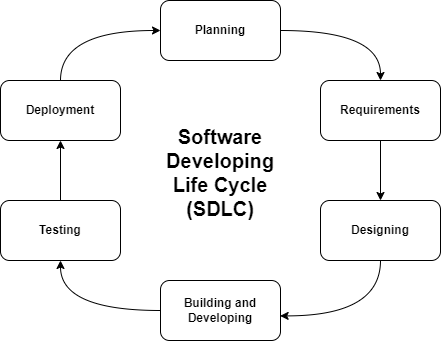 Planning
Requirements
Designing
Building and
Developing
Testing
Deployment
Software
Developing
Life Cycle
(SDLC)